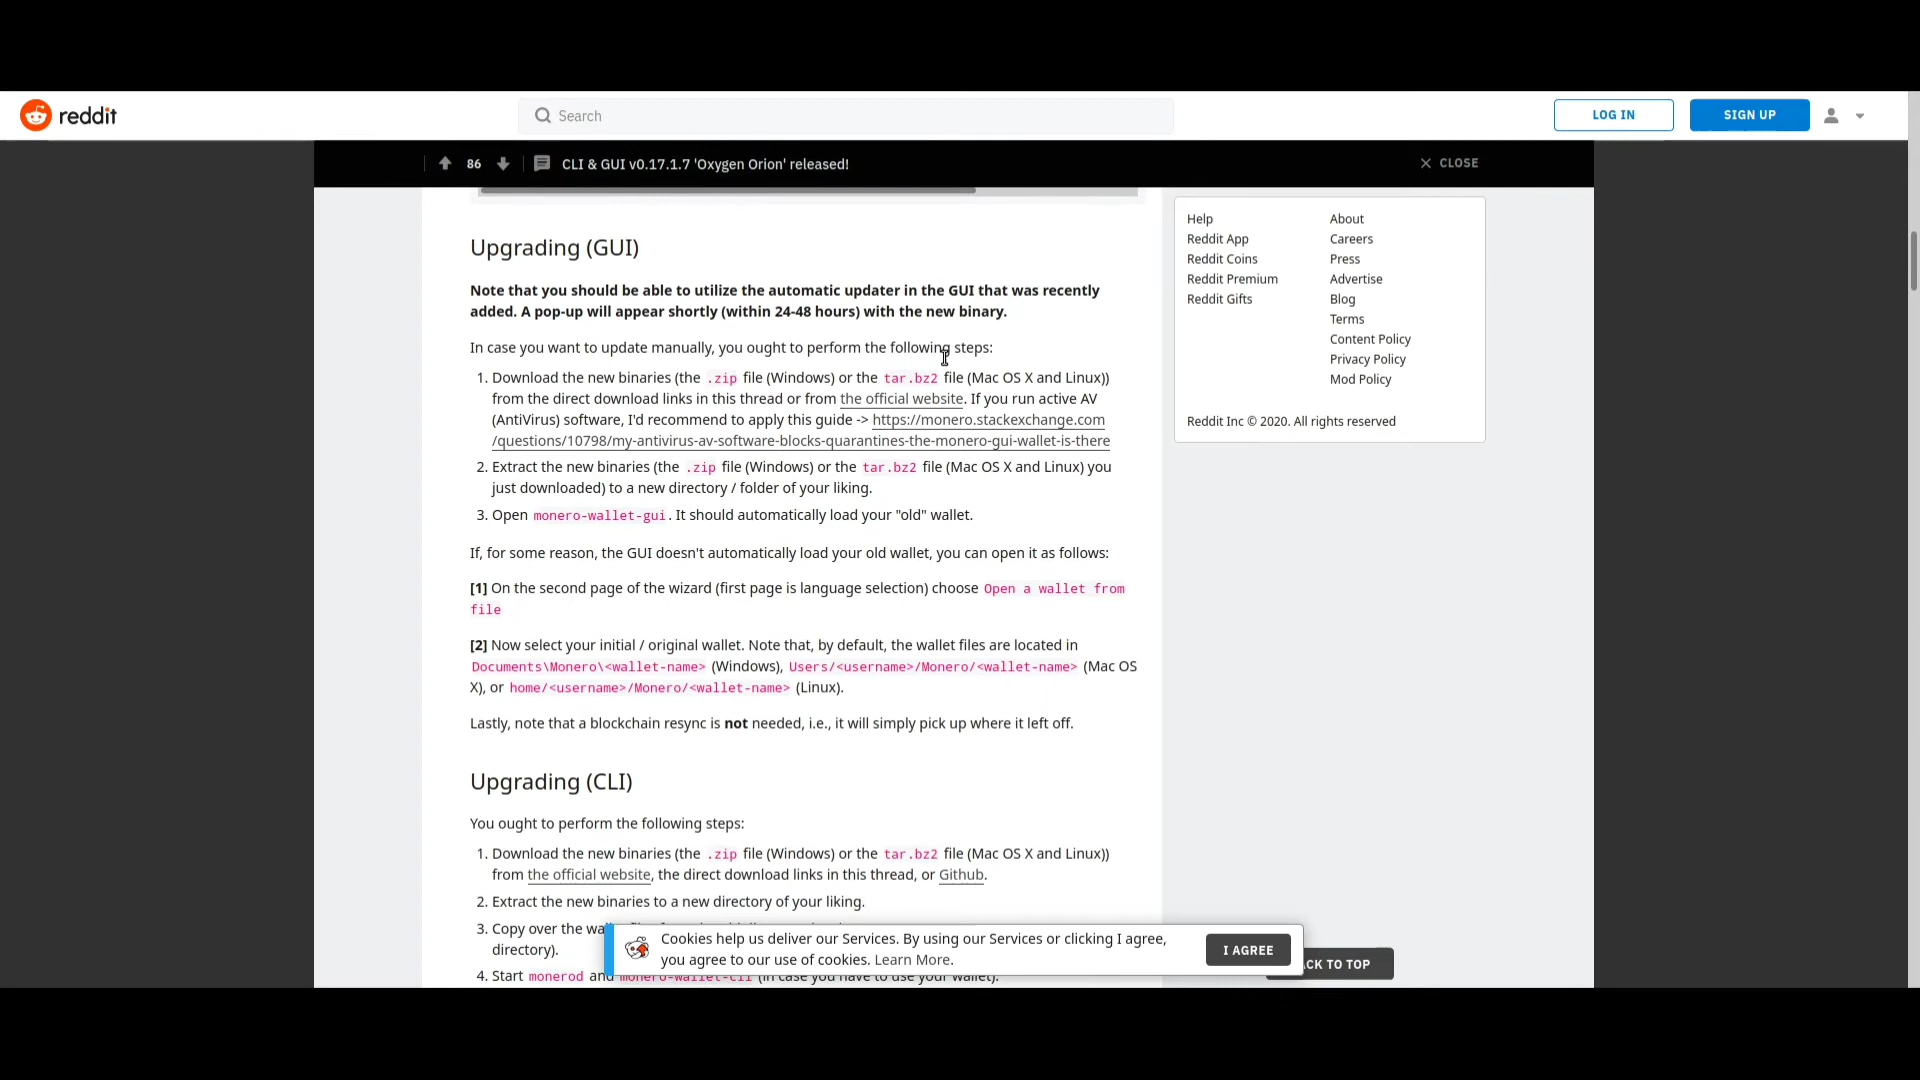 reddit
Search
LOG IN
SIGN UP
86
CLI & GUI v0.17.1.7 'Oxygen Orion' released!
CLOSE
Upgrading (GUI)
Note that you should be able to utilize the automatic updater in the GUI that was recently
added. A pop-up will appear shortly (within 24-48 hours) with the new binary.
In case you want to update manually, you ought to perform the following steps:
1. Download the new binaries (the .zip file (Windows) or the tar.bz2 file (Mac OS X and Linux))
from the direct download links in this thread or from the official website. If you run active AV
(AntiVirus) software, I'd recommend to apply this guide -> https://monero.stackexchange.com
/questions/10798/my-antivirus-av-software-blocks-quarantines-the-monero-gui-wallet-is-there
2. Extract the new binaries (the .zip file (Windows) or the tar.bz2 file (Mac OS X and Linux) you
just downloaded) to a new directory / folder of your liking.
3. Open monero-wallet-gui. It should automatically load your "old" wallet.
If, for some reason, the GUI doesn't automatically load your old wallet, you can open it as follows:
[1] On the second page of the wizard (first page is language selection) choose Open a wallet from
file
[2] Now select your initial / original wallet. Note that, by default, the wallet files are located in
Documents\Monero\<wallet-name> (Windows), Users/<username>/Monero/<wallet-name> (Mac OS
X), or home/<username>/Monero/<wallet-name> (Linux).
Lastly, note that a blockchain resync is not needed, i.e., it will simply pick up where it left off.
Upgrading (CLI)
You ought to perform the following steps:
1. Download the new binaries (the .zip file (Windows) or the tar.bz2 file (Mac OS X and Linux))
from the official website, the direct download links in this thread, or Github.
2. Extract the new binaries to a new directory of your liking.
3. Copy over the wa
directory).
4. Start monerod and monero-wallet-cli (in case you have to use your wallet).
Help
Reddit App
Reddit Coins
Reddit Premium
Reddit Gifts
About
Careers
Press
Advertise
Blog
Terms
Content Policy
Privacy Policy
Mod Policy
Reddit Inc © 2020. All rights reserved
Cookies help us deliver our Services. By using our Services or clicking I agree,
you agree to our use of cookies. Learn More.
I AGREE
CK TO TOP